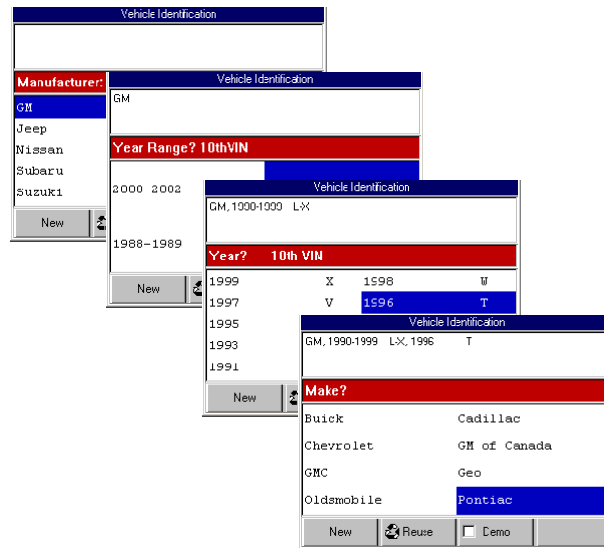 Vehicle Identification
Manufacturer:
GM
Jeep
Nissan
Subaru
Suzuki
New
Vehicle Identification
GM
Year Range? 10thVIN
2000 2002
1988-1989
New
Vehicle Identification
GM, 1990-1999 L-X
Year? 10th VIN
1999 X 1998 W
1997 V 1996 T
1995
1993
1991
New
Vehicle Identification
GM, 1990-1999 L-X, 1996 T
Make?
Buick Cadillac
Chevrolet GM of Canada
GMC Geo
Oldsmobile Pontiac
New Reuse Demo